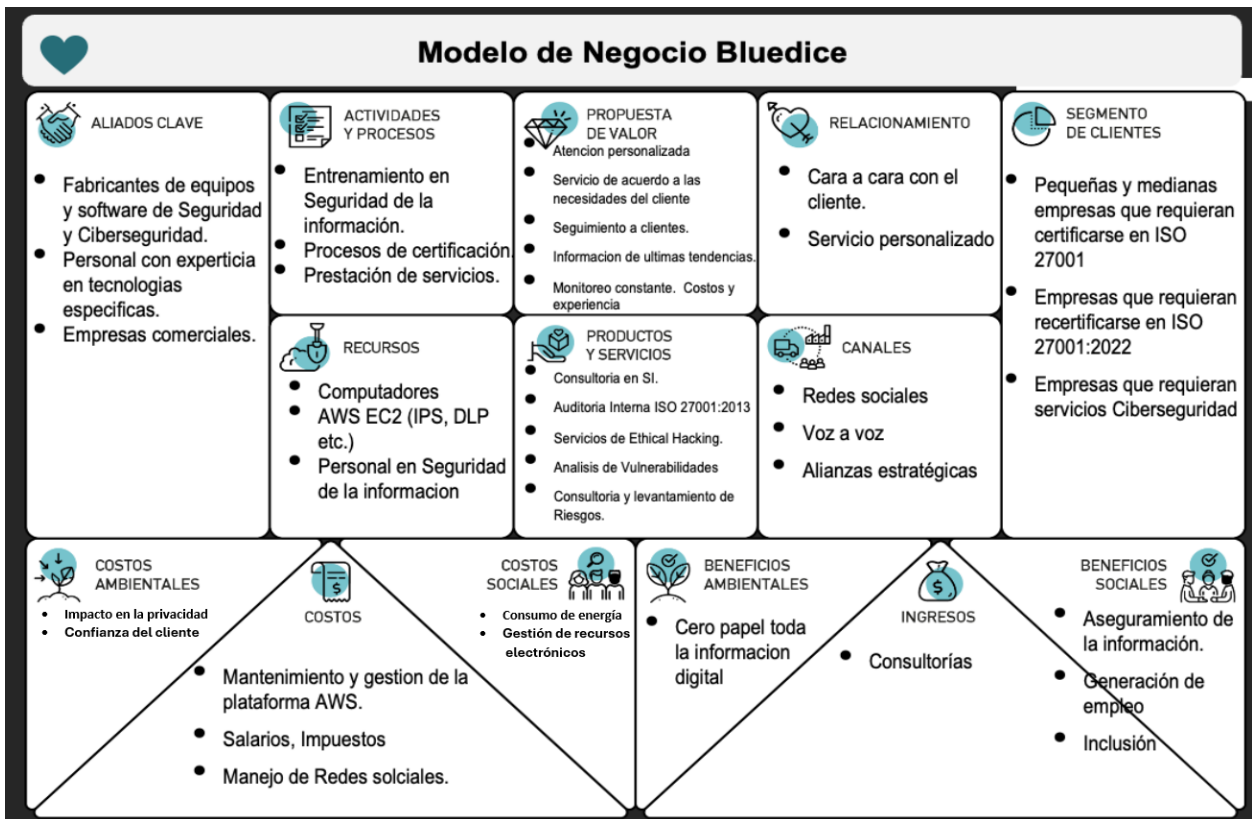 Modelo de Negocio Bluedice
ALIADOS CLAVE
Fabricantes de equipos
y software de Seguridad
y Ciberseguridad.
Personal con experticia
en tecnologias
especificas.
Empresas comerciales.
ACTIVIDADES
Y PROCESOS
Entrenamiento en
Seguridad de la
información.
Procesos de certificación.
Prestación de servicios.
RECURSOS
Computadores
AWS EC2 (IPS, DLP
etc.)
Personal en Seguridad
de la informacion
PROPUESTA
DE VALOR
Atencion personalizada
Servicio de acuerdo a las
necesidades del cliente
Seguimiento a clientes.
Informacion de ultimas tendencias.
Monitoreo constante. Costos y
experiencia
PRODUCTOS
Y SERVICIOS
Consultoria en SI.
Auditoria Interna ISO 27001:2013
Servicios de Ethical Hacking.
Analisis de Vulnerabilidades
Consultoria y levantamiento de
Riesgos.
RELACIONAMIENTO
Cara a cara con el
cliente.
Servicio personalizado
CANALES
Redes sociales
Voz a voz
Alianzas estratégicas
SEGMENTO
DE CLIENTES
Pequeñas y medianas
empresas que requieran
certificarse en ISO
27001
Empresas que requieran
recertificarse en ISO
27001:2022
Empresas que requieran
servicios Ciberseguridad
COSTOS
AMBIENTALES
Impacto en la privacidad
Confianza del cliente
$
COSTOS
Mantenimiento y gestion de la
plataforma AWS.
Salarios, Impuestos
Manejo de Redes solciales.
COSTOS
SOCIALES
Consumo de energía
Gestión de recursos
electrónicos
BENEFICIOS
AMBIENTALES
Cero papel toda
la informacion
digital
$
INGRESOS
Consultorías
BENEFICIOS
SOCIALES
Aseguramiento de
la información.
Generación de
empleo
Inclusión